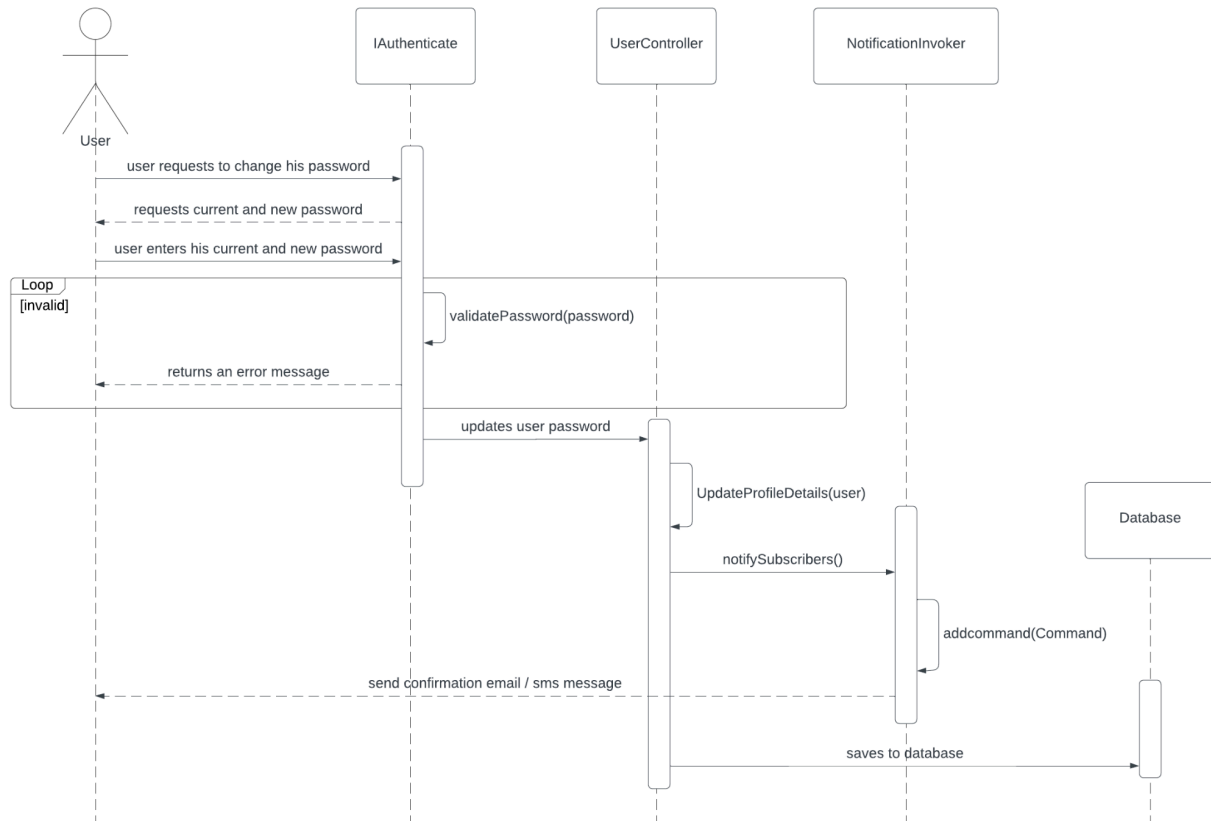 IAuthenticate
UserController
NotificationInvoker
User
user requests to change his password
requests current and new password
user enters his current and new password
Loop
[invalid]
validatePassword(password)
returns an error message
updates user password
UpdateProfileDetails(user)
Database
notifySubscribers()
addcommand(Command)
send confirmation email / sms message
saves to database